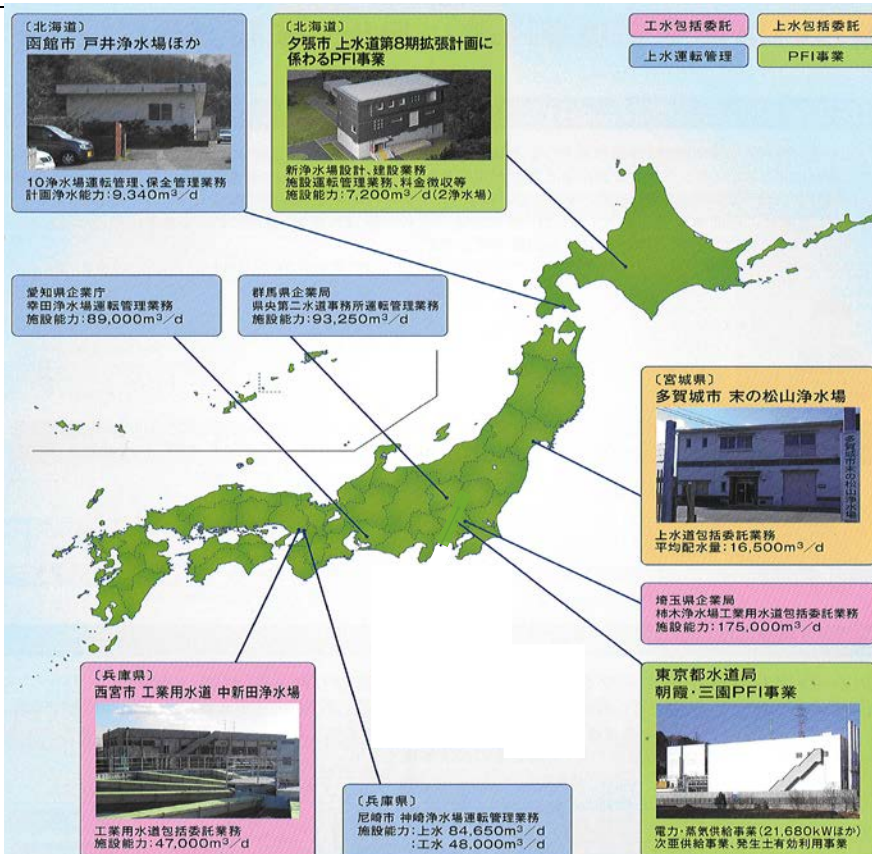 〔北海道〕
函館市 戸井浄水場ほか
10浄水場運転管理、保全管理業務
計画浄水能力:9,340m³/d
〔北海道〕
夕張市 上水道第8期拡張計画に
係わるPFI事業
新浄水場設計、建設業務
施設運転管理業務、料金徴収等
施設能力:7,200m³/d(2浄水場)
工水包括委託
上水包括委託
上水運転管理
PFI事業
愛知県企業庁
幸田浄水場運転管理業務
施設能力:89,000m³/d
群馬県企業局
県央第二水道事務所運転管理業務
施設能力:93,250m³/d
〔宮城県〕
多賀城市 末の松山浄水場
多賀城市末の松山浄水場
上水道包括委託業務
平均配水量:16,500m³/d
埼玉県企業局
柿木浄水場工業用水道包括委託業務
施設能力:175,000m³/d
〔兵庫県〕
西宮市 工業用水道 中新田浄水場
工業用水道包括委託業務
施設能力:47,000m³/d
〔兵庫県〕
尼崎市 神崎浄水場運転管理業務
施設能力:上水 84,650m³/d
:工水 48,000m³/d
東京都水道局
朝霞・三園PFI事業
電力・蒸気供給事業(21,680kWほか)
次亜供給事業、発生土有効利用事業